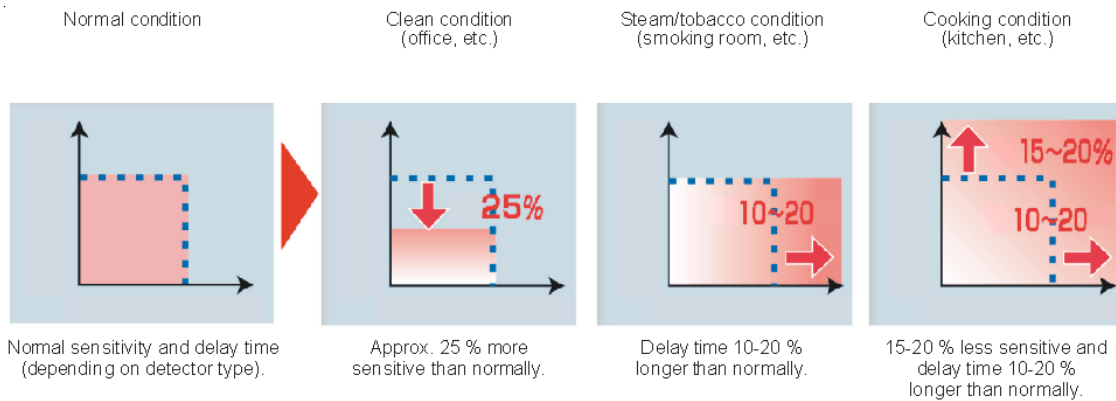 Normal condition
Clean condition
(office, etc.)
Steam/tobacco condition
(smoking room, etc.)
Cooking condition
(kitchen, etc.)
25%
10~20
15~20%
10~20
Normal sensitivity and delay time
(depending on detector type).
Approx. 25 % more
sensitive than normally.
Delay time 10-20 %
longer than normally.
15-20 % less sensitive and
delay time 10-20 %
longer than normally.